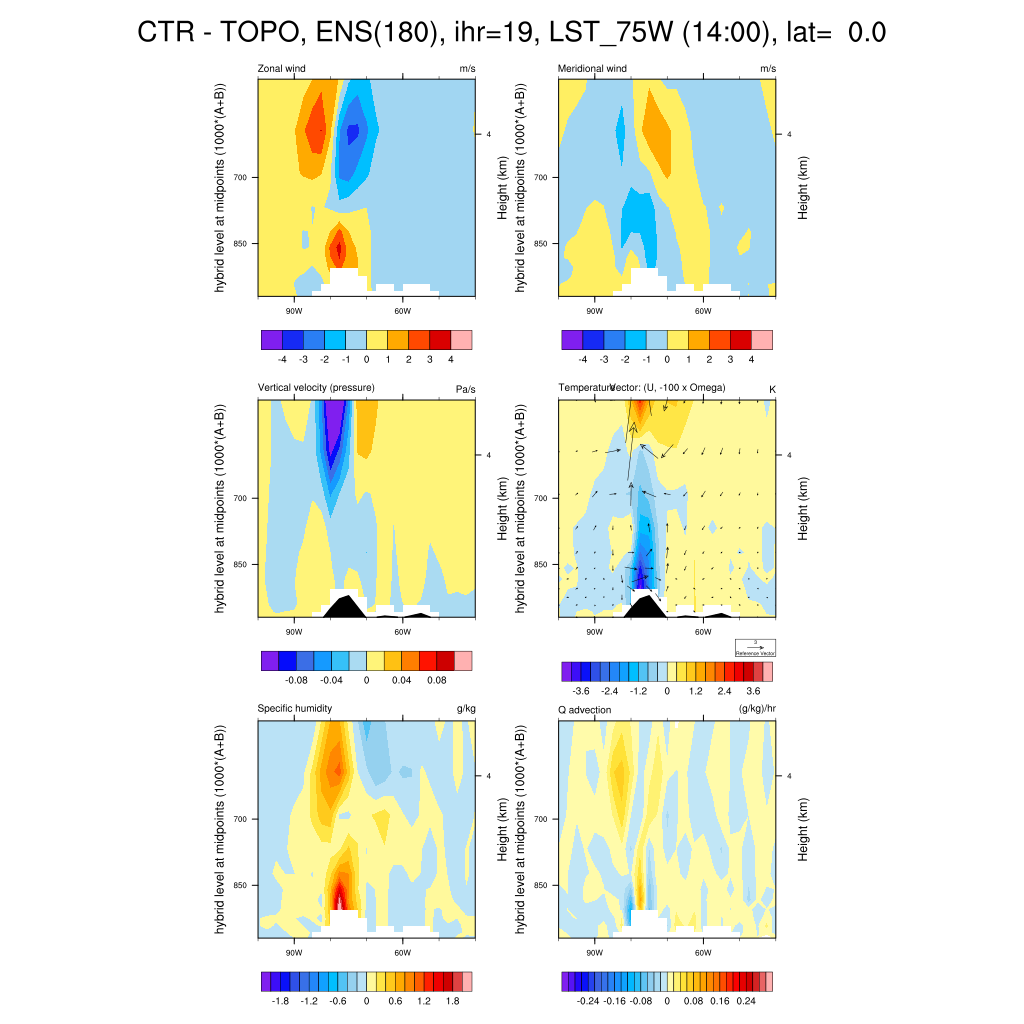 CTR - TOPO, ENS(180), ihr=19, LST_75W (14:00), lat= 0.0
Zonal wind m/s
hybrid level at midpoints (1000*(A+B))
700
850
4
Height (km)
90W 60W
-4 -3 -2 -1 0 1 2 3 4
Meridional wind m/s
hybrid level at midpoints (1000*(A+B))
700
850
4
Height (km)
90W 60W
-4 -3 -2 -1 0 1 2 3 4
Vertical velocity (pressure) Pa/s
hybrid level at midpoints (1000*(A+B))
700
850
4
Height (km)
90W 60W
-0.08 -0.04 0 0.04 0.08
Temperature Vector: (U, -100 x Omega) K
hybrid level at midpoints (1000*(A+B))
700
850
4
Height (km)
90W 60W
3
Reference Vector
-3.6 -2.4 -1.2 0 1.2 2.4 3.6
Specific humidity g/kg
hybrid level at midpoints (1000*(A+B))
700
850
4
Height (km)
90W 60W
-1.8 -1.2 -0.6 0 0.6 1.2 1.8
Q advection (g/kg)/hr
hybrid level at midpoints (1000*(A+B))
700
850
4
Height (km)
90W 60W
-0.24 -0.16 -0.08 0 0.08 0.16 0.24